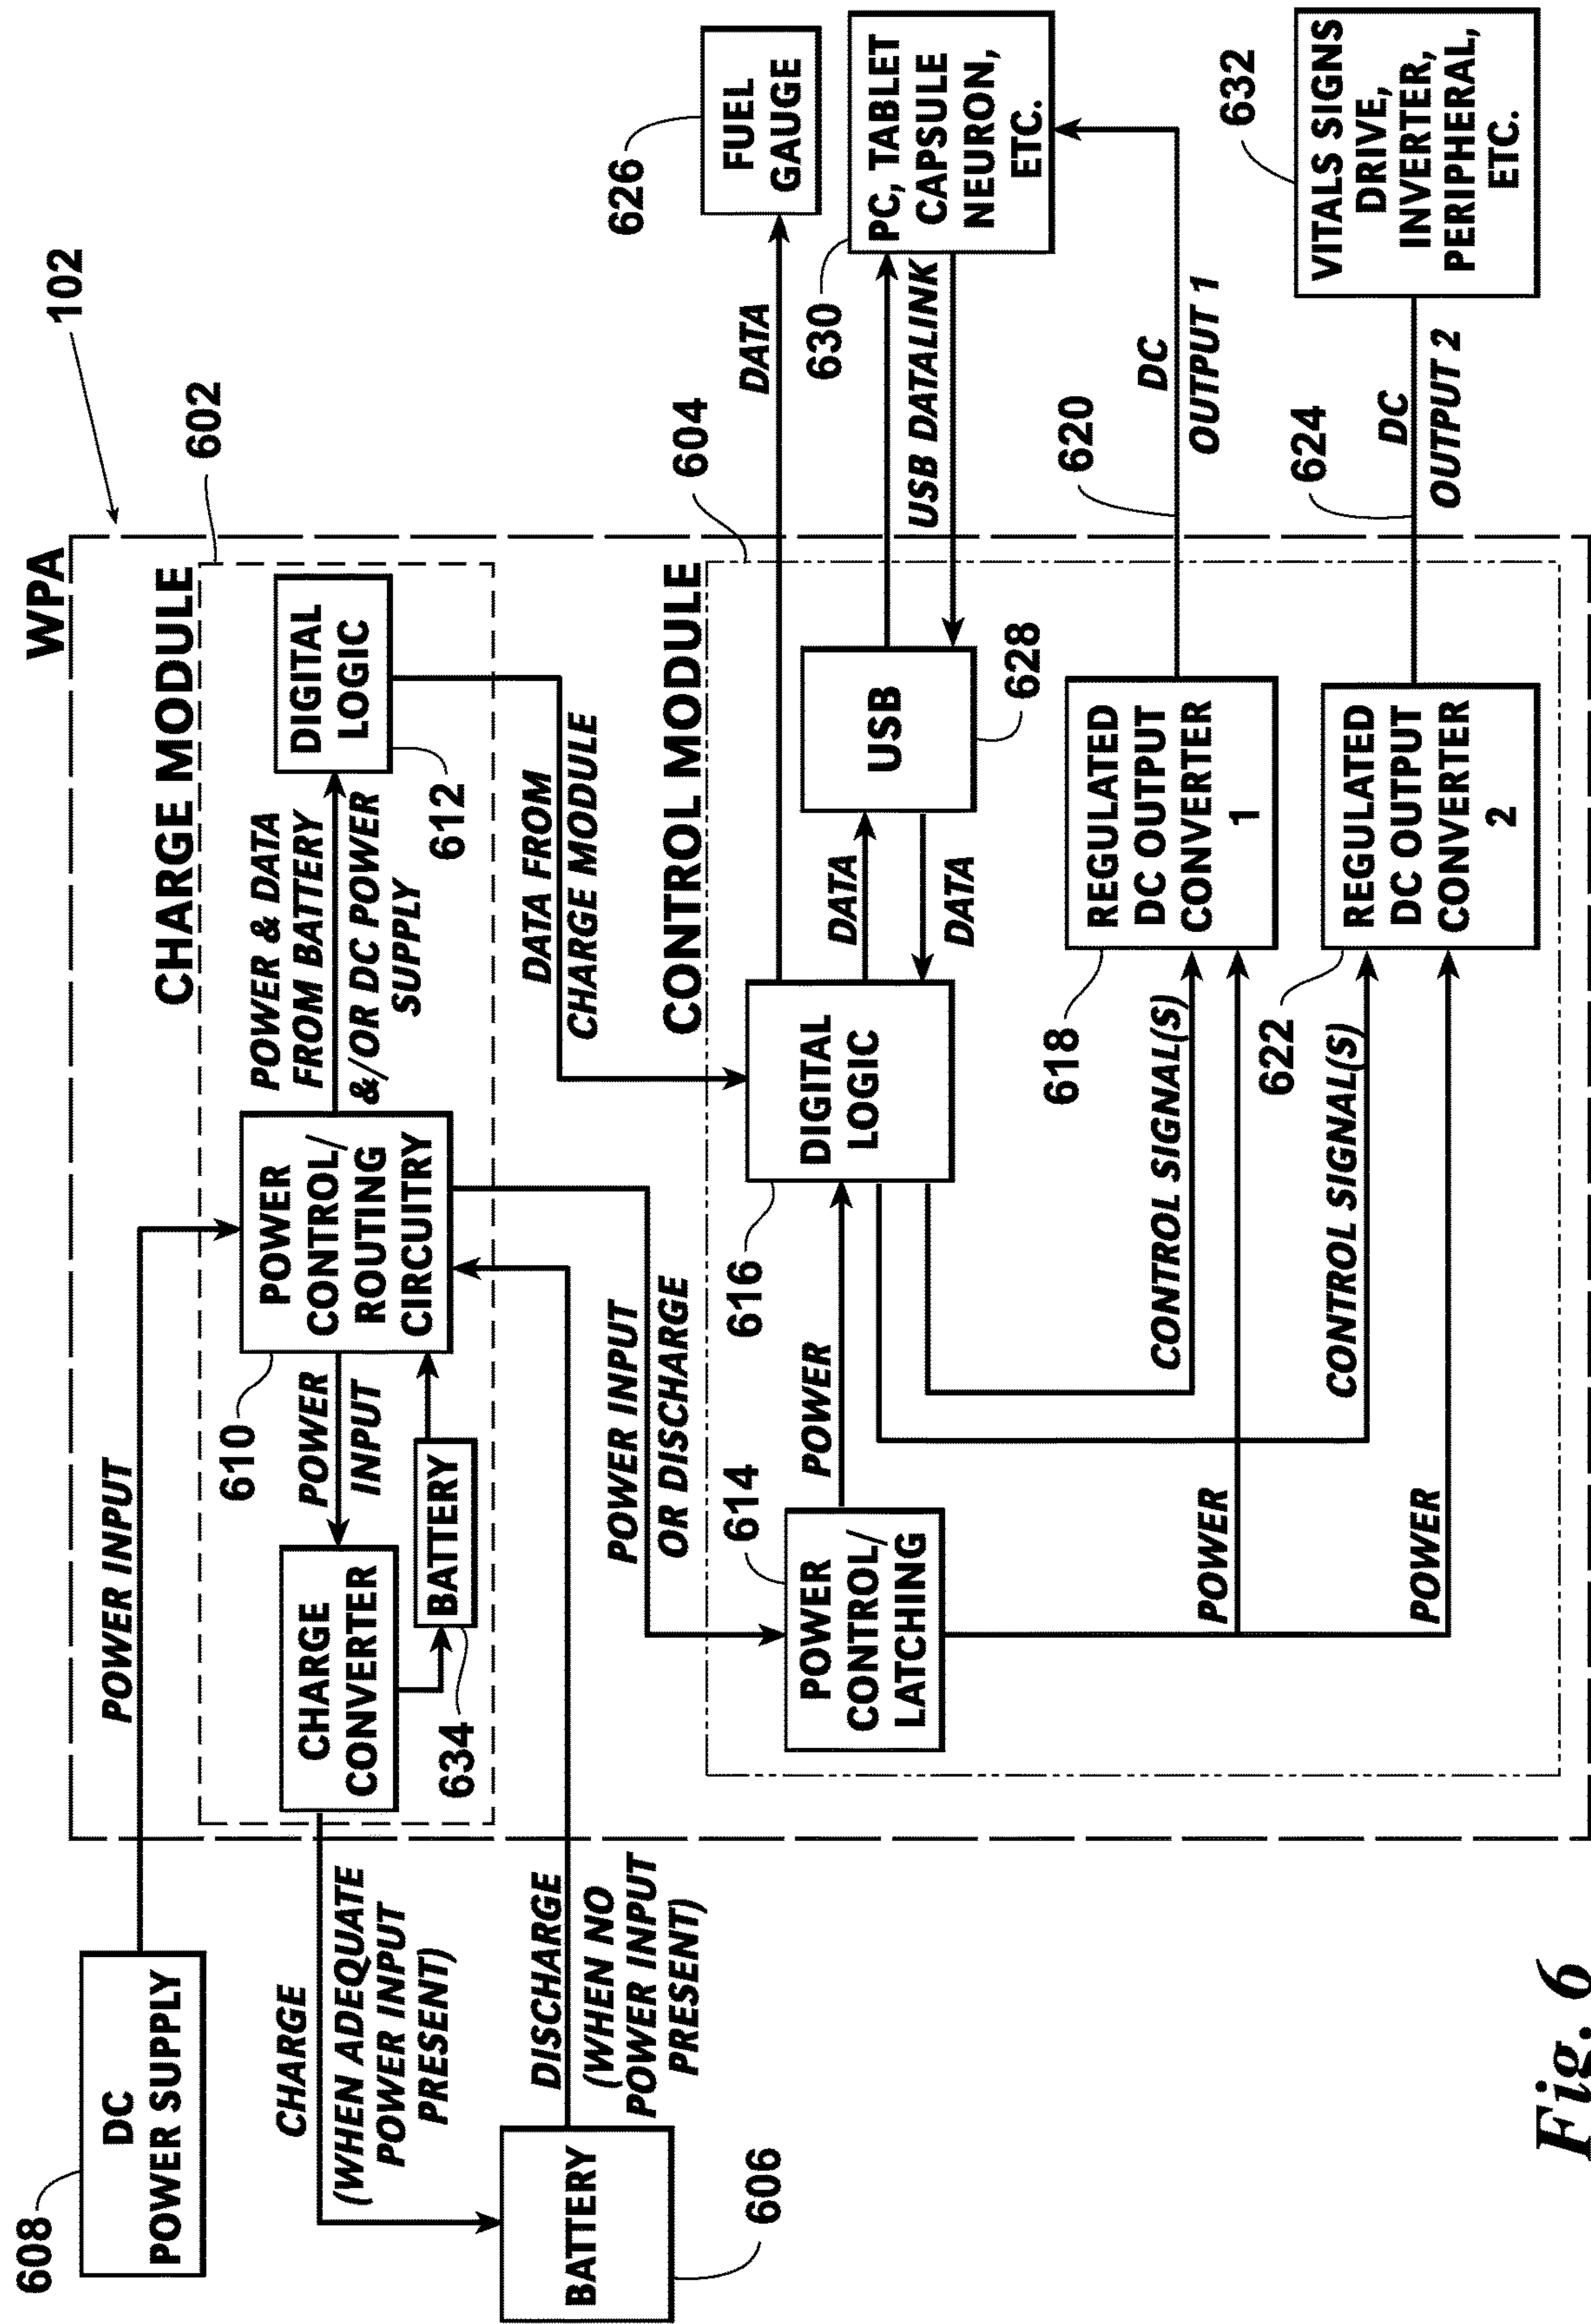 WPA
102
CHARGE MODULE
602
DC
POWER SUPPLY
608
POWER INPUT
CHARGE
(WHEN ADEQUATE
POWER INPUT
PRESENT)
DISCHARGE
(WHEN NO
POWER INPUT
PRESENT)
BATTERY
606
CHARGE
CONVERTER
BATTERY
634
POWER
INPUT
POWER
CONTROL/
ROUTING
CIRCUITRY
610
POWER & DATA
FROM BATTERY
&/OR DC POWER
SUPPLY
DIGITAL
LOGIC
612
DATA FROM
CHARGE MODULE
POWER INPUT
OR DISCHARGE
CONTROL MODULE
604
POWER
CONTROL/
LATCHING
614
POWER
DIGITAL
LOGIC
616
DATA
DATA
USB
628
CONTROL SIGNAL(S)
POWER
REGULATED
DC OUTPUT
CONVERTER
1
618
CONTROL SIGNAL(S)
POWER
REGULATED
DC OUTPUT
CONVERTER
2
622
DATA
FUEL
GAUGE
626
USB DATALINK
PC, TABLET
CAPSULE
NEURON,
ETC.
630
DC
OUTPUT 1
620
DC
OUTPUT 2
624
VITALS SIGNS
DRIVE,
INVERTER,
PERIPHERAL,
ETC.
632
Fig. 6